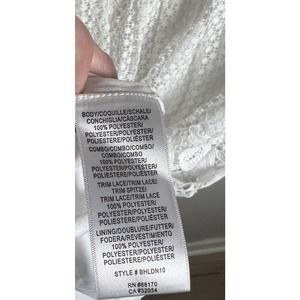 BODY/COQUILLE/SCHALE/
CONCHIGLIA/CÁSCARA
100% POLYESTER/
POLYESTER/POLYESTER/
POLIESTERE/POLIÉSTER
COMBO/COMBO/COMBO/
COMBO/COMBO
100% POLYESTER/
POLYESTER/POLYESTER/
POLIESTERE/POLIÉSTER
TRIM LACE/TRIM LACE/
TRIM SPITZE/
TRIM LACE/TRIM LACE
100% POLYESTER/
POLYESTER/POLYESTER/
POLIESTERE/POLIÉSTER
LINING/DOUBLURE/FUTTER/
FODERA/REVESTIMIENTO
100% POLYESTER/
POLYESTER/POLYESTER/
POLIESTERE/POLIÉSTER
STYLE # BHLDN10
RN #66170
CA #32054